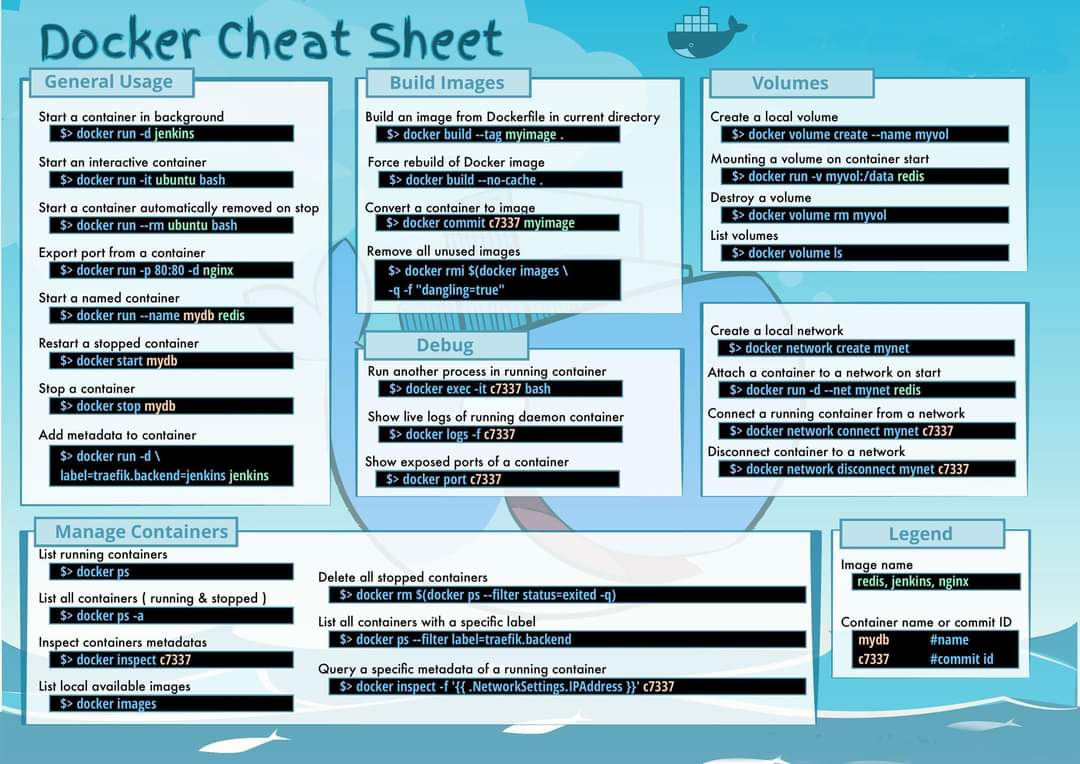 Docker Cheat Sheet
General Usage
Start a container in background
$> docker run -d jenkins
Start an interactive container
$> docker run -it ubuntu bash
Start a container automatically removed on stop
$> docker run --rm ubuntu bash
Export port from a container
$> docker run -p 80:80 -d nginx
Start a named container
$> docker run --name mydb redis
Restart a stopped container
$> docker start mydb
Stop a container
$> docker stop mydb
Add metadata to container
$> docker run -d \
label=traefik.backend=jenkins jenkins
Build Images
Build an image from Dockerfile in current directory
$> docker build --tag myimage .
Force rebuild of Docker image
$> docker build --no-cache .
Convert a container to image
$> docker commit c7337 myimage
Remove all unused images
$> docker rmi $(docker images \
-q -f "dangling=true"
Debug
Run another process in running container
$> docker exec -it c7337 bash
Show live logs of running daemon container
$> docker logs -f c7337
Show exposed ports of a container
$> docker port c7337
Volumes
Create a local volume
$> docker volume create --name myvol
Mounting a volume on container start
$> docker run -v myvol:/data redis
Destroy a volume
$> docker volume rm myvol
List volumes
$> docker volume ls
Create a local network
$> docker network create mynet
Attach a container to a network on start
$> docker run -d --net mynet redis
Connect a running container from a network
$> docker network connect mynet c7337
Disconnect container to a network
$> docker network disconnect mynet c7337
Manage Containers
List running containers
$> docker ps
List all containers ( running & stopped )
$> docker ps -a
Inspect containers metadatas
$> docker inspect c7337
List local available images
$> docker images
Delete all stopped containers
$> docker rm $(docker ps --filter status=exited -q)
List all containers with a specific label
$> docker ps --filter label=traefik.backend
Query a specific metadata of a running container
$> docker inspect -f '{{ .NetworkSettings.IPAddress }}' c7337
Legend
Image name
redis, jenkins, nginx
Container name or commit ID
mydb #name
c7337 #commit id